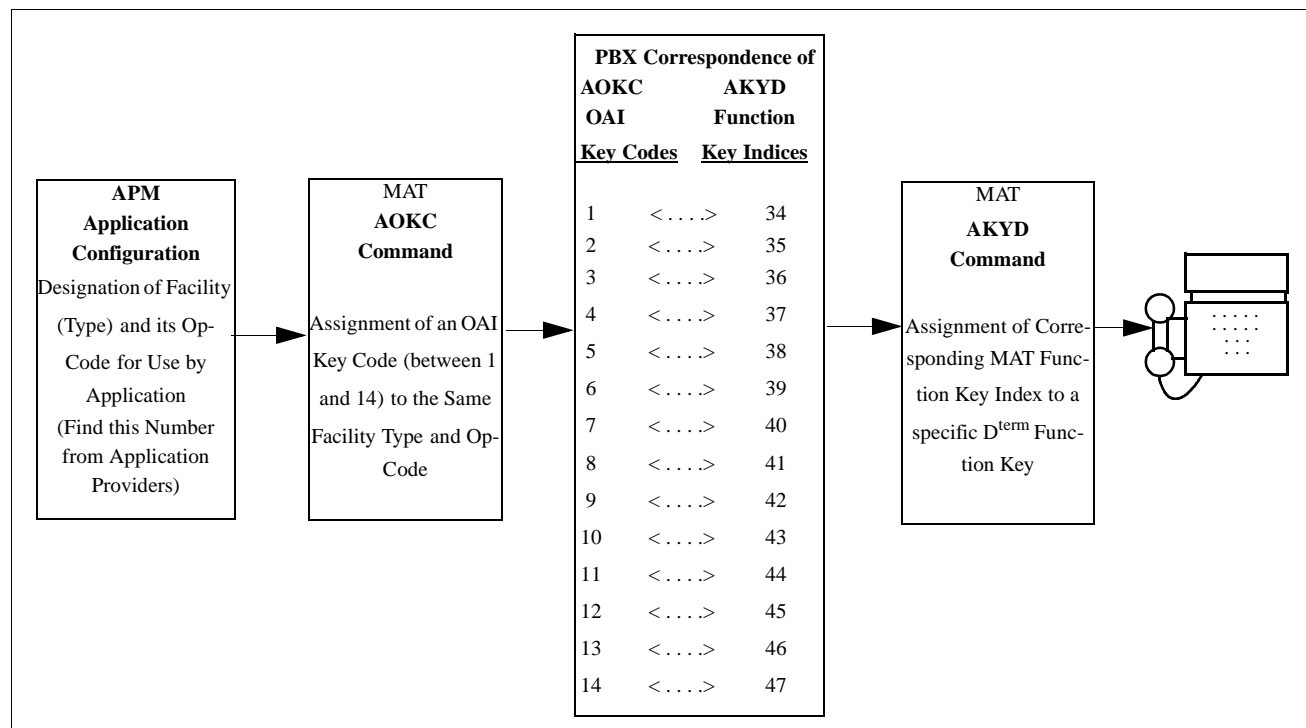 APM
Application
Configuration
Designation of Facility
(Type) and its Op-
Code for Use by
Application
(Find this Number
from Application
Providers)
MAT
AOKC
Command
Assignment of an OAI
Key Code (between 1
and 14) to the Same
Facility Type and Op-
Code
PBX Correspondence of
AOKC AKYD
OAI Function
Key Codes Key Indices
1 < . . . .> 34
2 < . . . .> 35
3 < . . . .> 36
4 < . . . .> 37
5 < . . . .> 38
6 < . . . .> 39
7 < . . . .> 40
8 < . . . .> 41
9 < . . . .> 42
10 < . . . .> 43
11 < . . . .> 44
12 < . . . .> 45
13 < . . . .> 46
14 < . . . .> 47
MAT
AKYD
Command
Assignment of Corre-
sponding MAT Func-
tion Key Index to a
specific Dterm Func-
tion Key